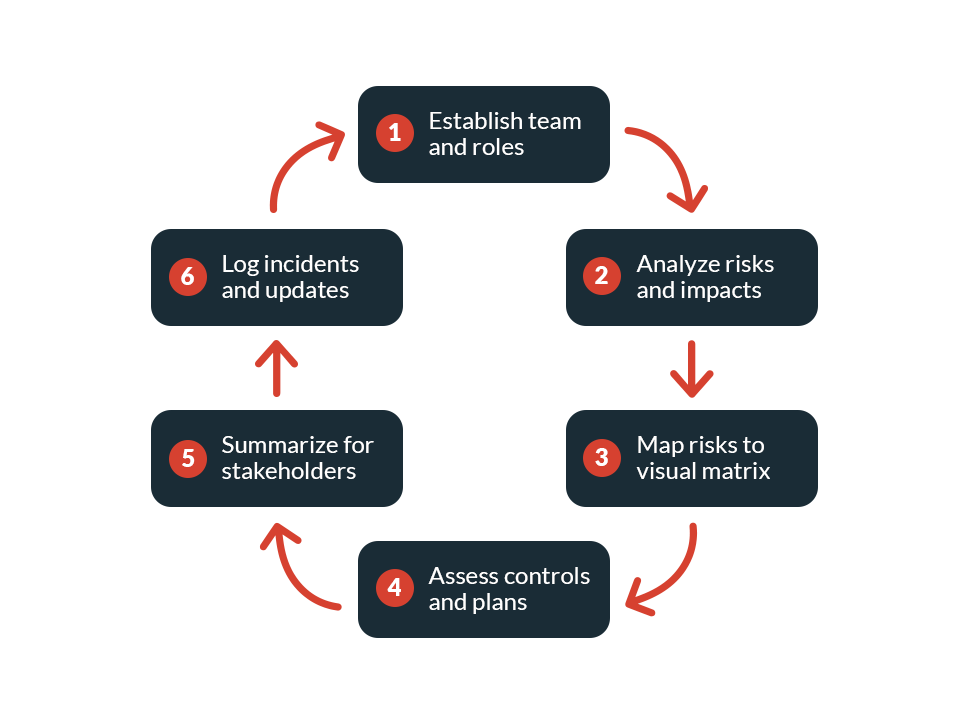 1 Establish team
and roles
2 Analyze risks
and impacts
3 Map risks to
visual matrix
4 Assess controls
and plans
5 Summarize for
stakeholders
6 Log incidents
and updates